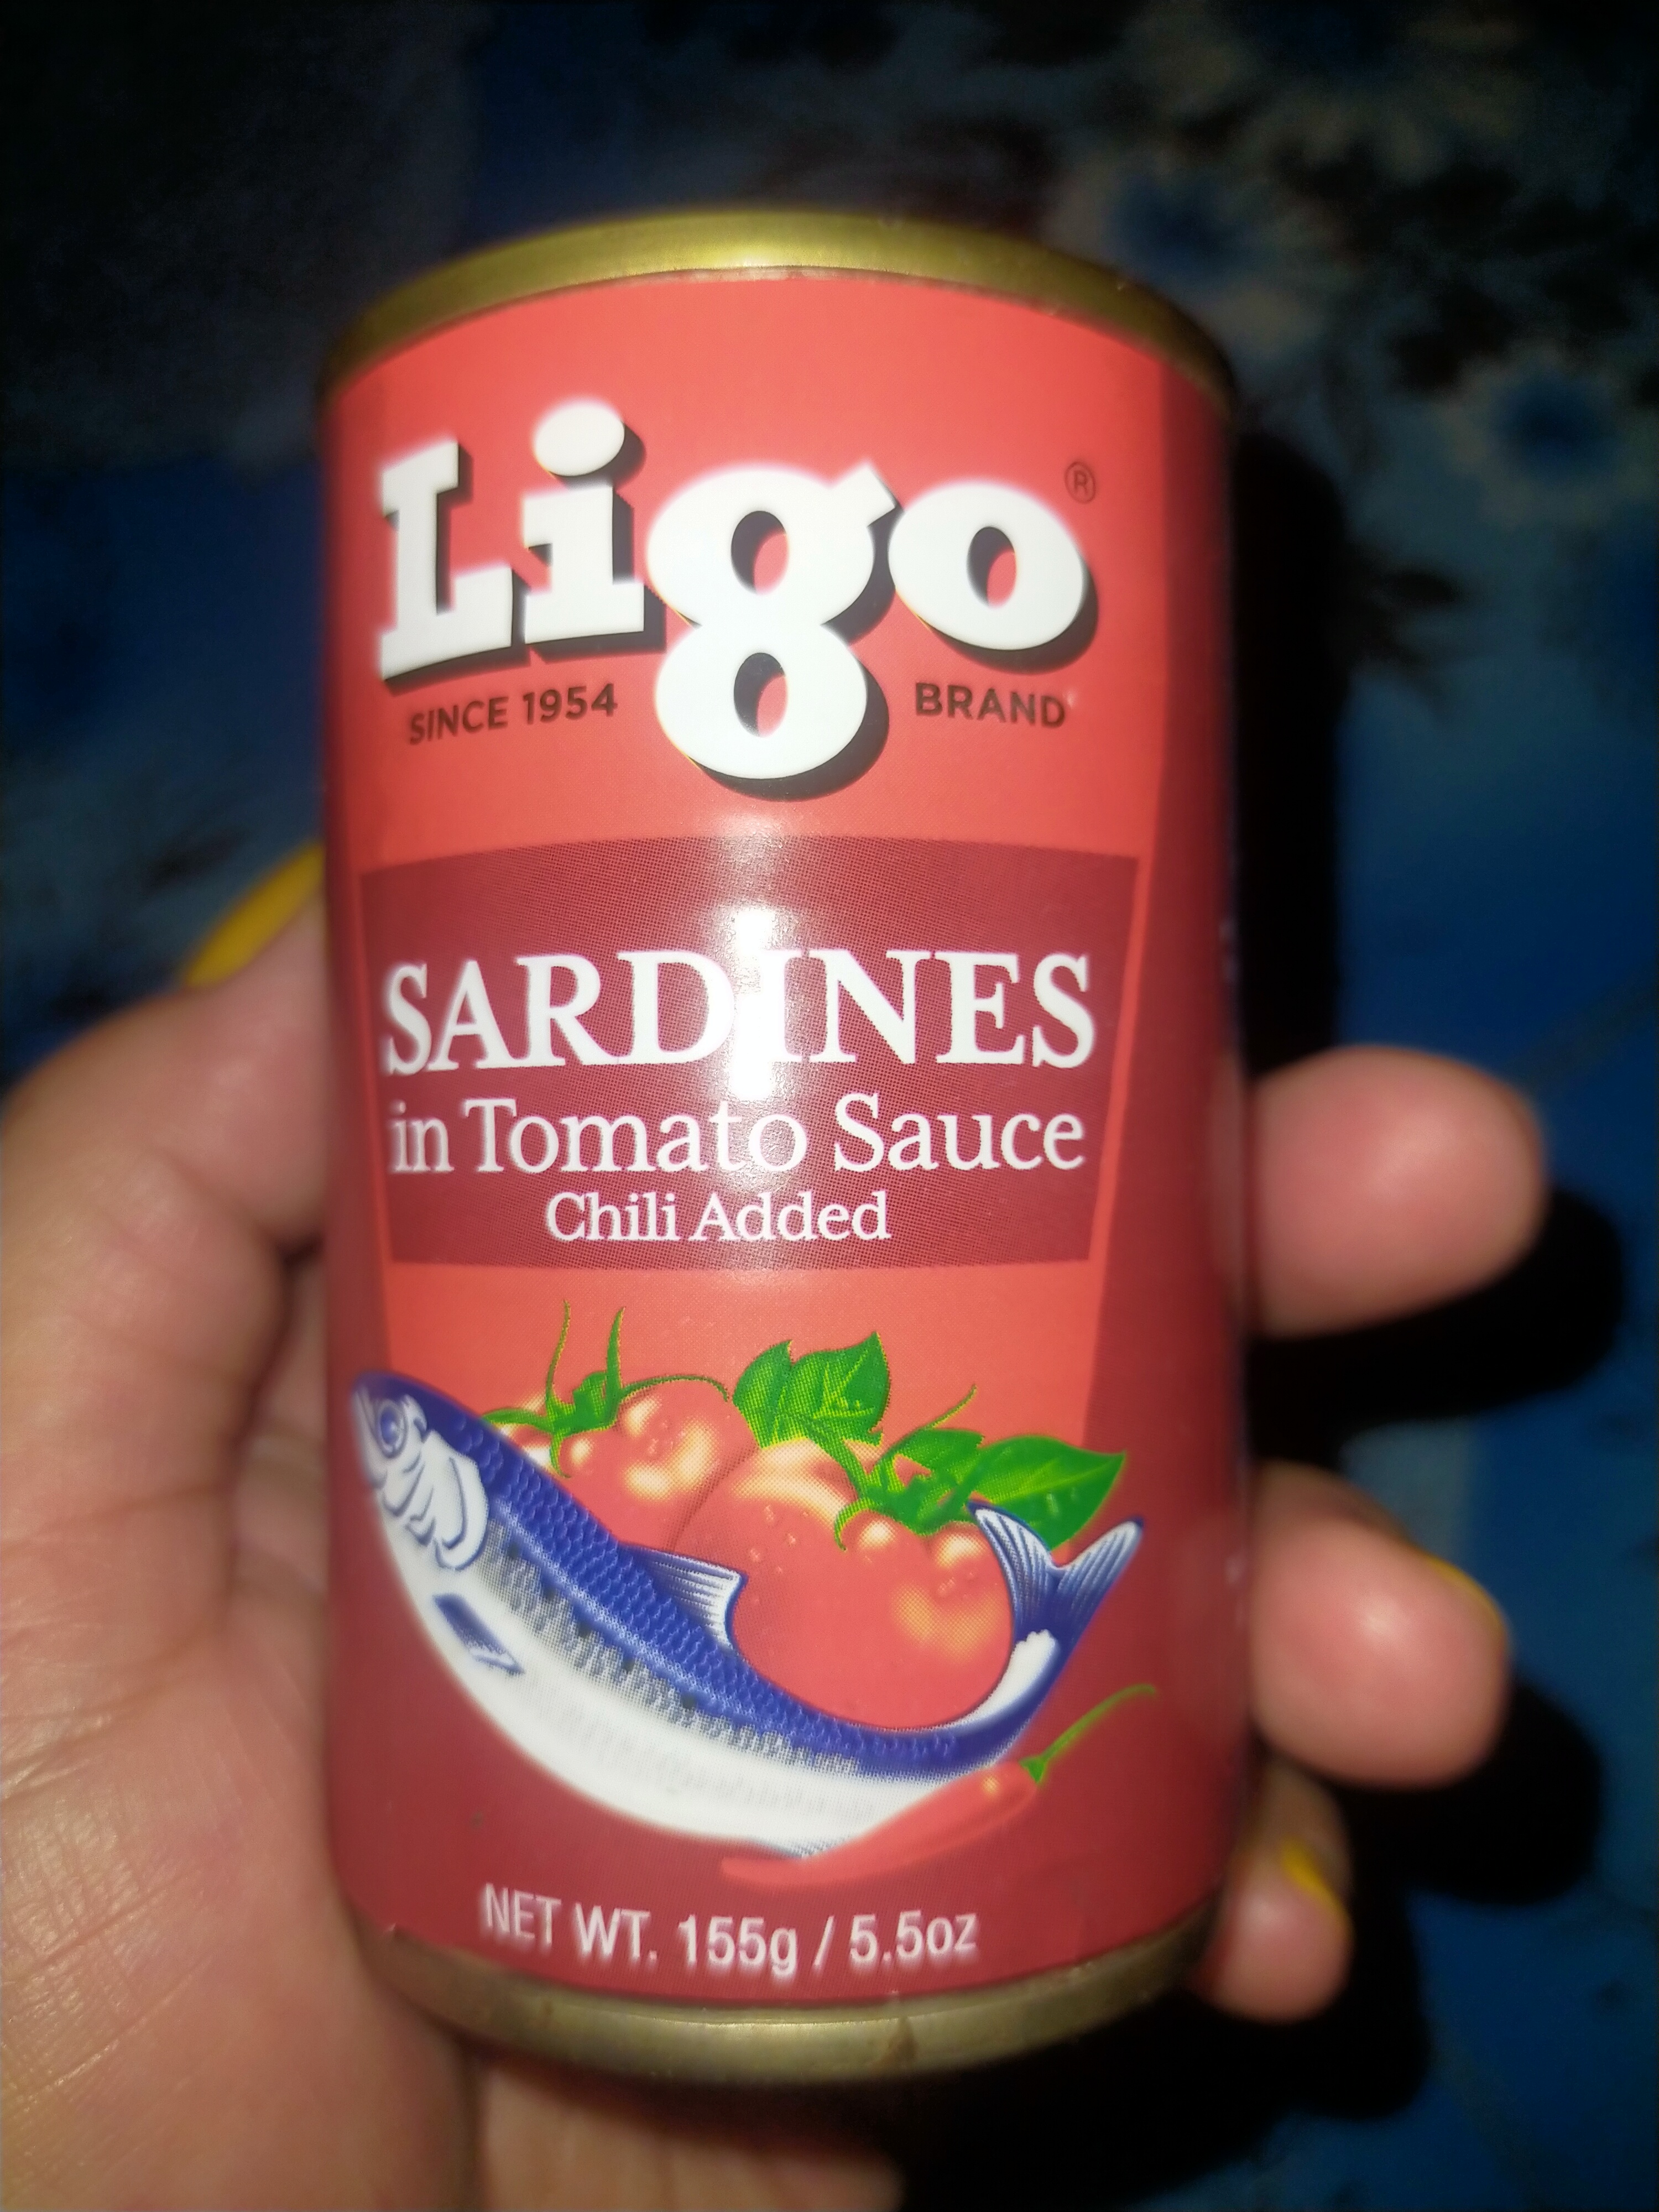 Ligo®
SINCE 1954 BRAND
SARDINES
in Tomato Sauce
Chili Added
NET WT. 155g / 5.5oz